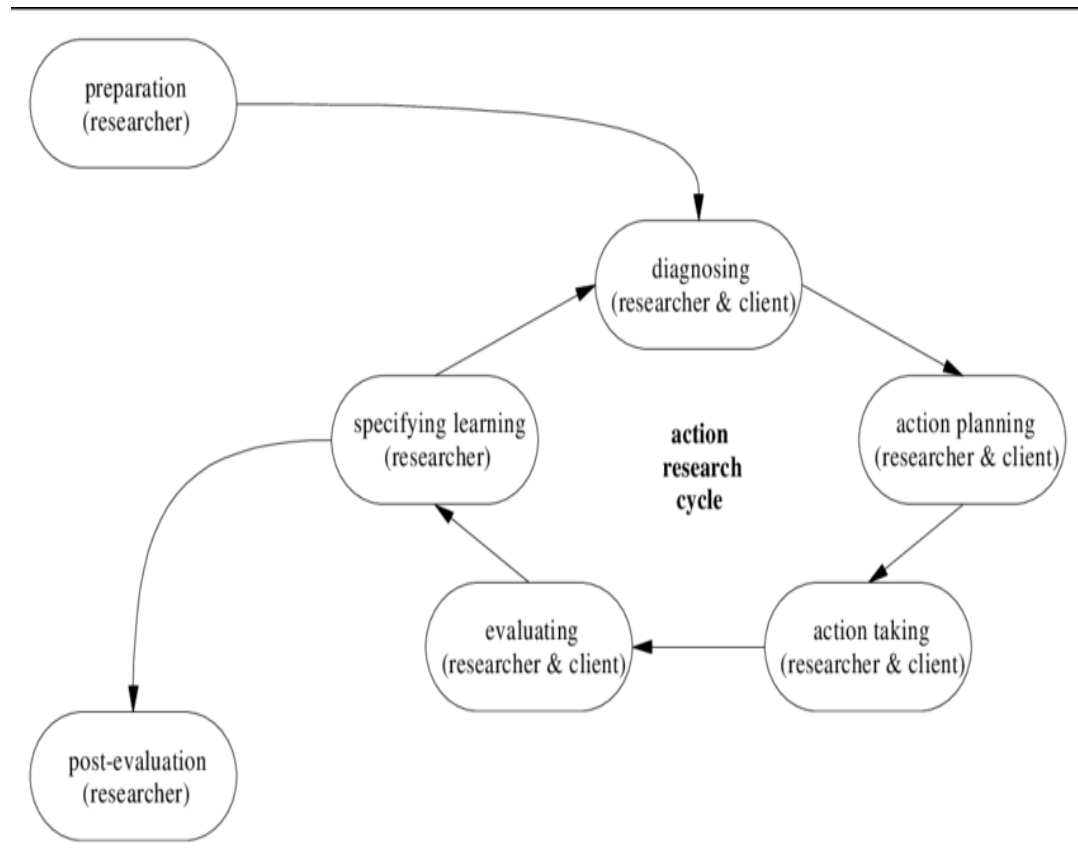 preparation
(researcher)
diagnosing
(researcher & client)
specifying learning
(researcher)
action
research
cycle
action planning
(researcher & client)
evaluating
(researcher & client)
action taking
(researcher & client)
post-evaluation
(researcher)